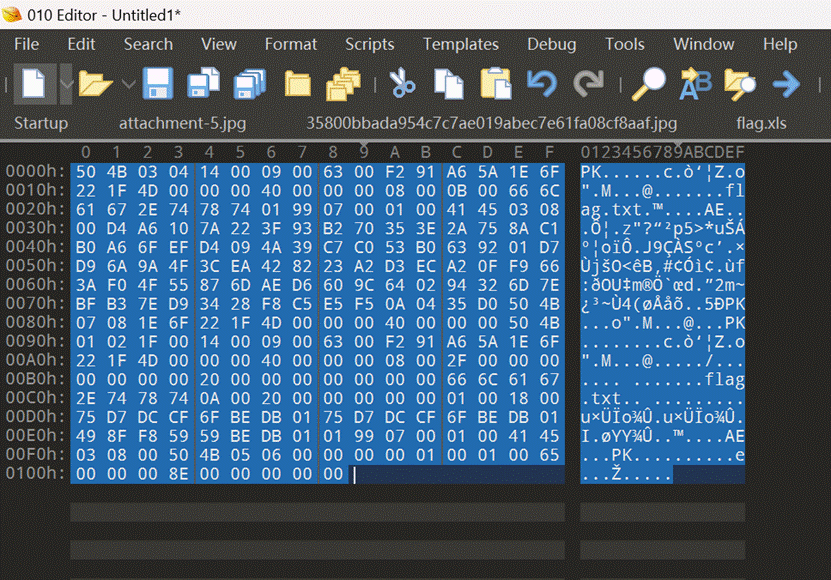 010 Editor - Untitled1*
File Edit Search View Format Scripts Templates Debug Tools Window Help
Startup attachment-5.jpg 35800bbada954c7c7ae019abec7e61fa08cf8aaf.jpg flag.xls
0 1 2 3 4 5 6 7 8 9 A B C D E F 0123456789ABCDEF
0000h: 50 4B 03 04 14 00 09 00 63 00 F2 91 A6 5A 1E 6F PK......c.ò‘¦Z.o
0010h: 22 1F 4D 00 00 00 40 00 00 00 08 00 0B 00 66 6C ".M...@.......fl
0020h: 61 67 2E 74 78 74 01 99 07 00 01 00 41 45 03 08 ag.txt.™....AE..
0030h: 00 D4 A6 10 7A 22 3F 93 B2 70 35 3E 2A 75 8A C1 .Ô¦.z"?“²p5>*uŠÁ
0040h: B0 A6 6F EF D4 09 4A 39 C7 C0 53 B0 63 92 01 D7 °¦oïÔ.J9ÇÀS°c’.×
0050h: D9 6A 9A 4F 3C EA 42 82 23 A2 D3 EC A2 0F F9 66 ÙjšO<êB‚#¢Óì¢.ùf
0060h: 3A F0 4F 55 87 6D AE D6 60 9C 64 02 94 32 6D 7E :ðOU‡m®Ö`œd.”2m~
0070h: BF B3 7E D9 34 28 F8 C5 E5 F5 0A 04 35 D0 50 4B ¿³~Ù4(øÅåõ..5ÐPK
0080h: 07 08 1E 6F 22 1F 4D 00 00 00 40 00 00 00 50 4B ...o".M...@...PK
0090h: 01 02 1F 00 14 00 09 00 63 00 F2 91 A6 5A 1E 6F ........c.ò‘¦Z.o
00A0h: 22 1F 4D 00 00 00 40 00 00 00 08 00 2F 00 00 00 ".M...@...../...
00B0h: 00 00 00 00 20 00 00 00 00 00 00 00 66 6C 61 67 .... .......flag
00C0h: 2E 74 78 74 0A 00 20 00 00 00 00 00 01 00 18 00 .txt.. .........
00D0h: 75 D7 DC CF 6F BE DB 01 75 D7 DC CF 6F BE DB 01 u×ÜÏo¾Û.u×ÜÏo¾Û.
00E0h: 49 8F F8 59 59 BE DB 01 01 99 07 00 01 00 41 45 I.øYY¾Û..™....AE
00F0h: 03 08 00 50 4B 05 06 00 00 00 00 01 00 01 00 65 ...PK..........e
0100h: 00 00 00 8E 00 00 00 00 00 ...Ž.....